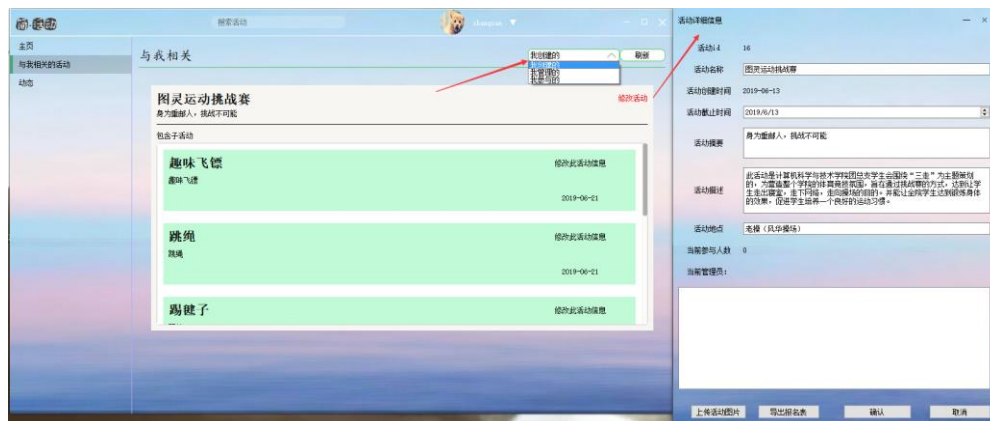 搜索活动
zhangsan
主页
与我相关的活动
动态
与我相关
我创建的
刷新
我创建的
我管理的
我参与的
图灵运动挑战赛
修改活动
身为重邮人，挑战不可能
包含子活动
趣味飞镖
修改此活动信息
趣味飞镖
2019-06-21
跳绳
修改此活动信息
跳绳
2019-06-21
踢毽子
修改此活动信息
活动详细信息
活动id 16
活动名称 图灵运动挑战赛
活动创建时间 2019-06-13
活动截止时间 2019/6/13
活动摘要 身为重邮人，挑战不可能
活动描述
此活动是计算机科学与技术学院团总支学生会围绕“三走”为主题策划
的，为营造整个学院的体育竞技氛围，旨在通过挑战赛的方式，达到让学
生走出寝室，走下网络，走向操场的目的。并能让全院学生达到锻炼身体
的效果，促进学生培养一个良好的运动习惯。
活动地点 老操（风华操场）
当前参与人数 0
当前管理员：
上传活动图片 导出报名表 确认 取消